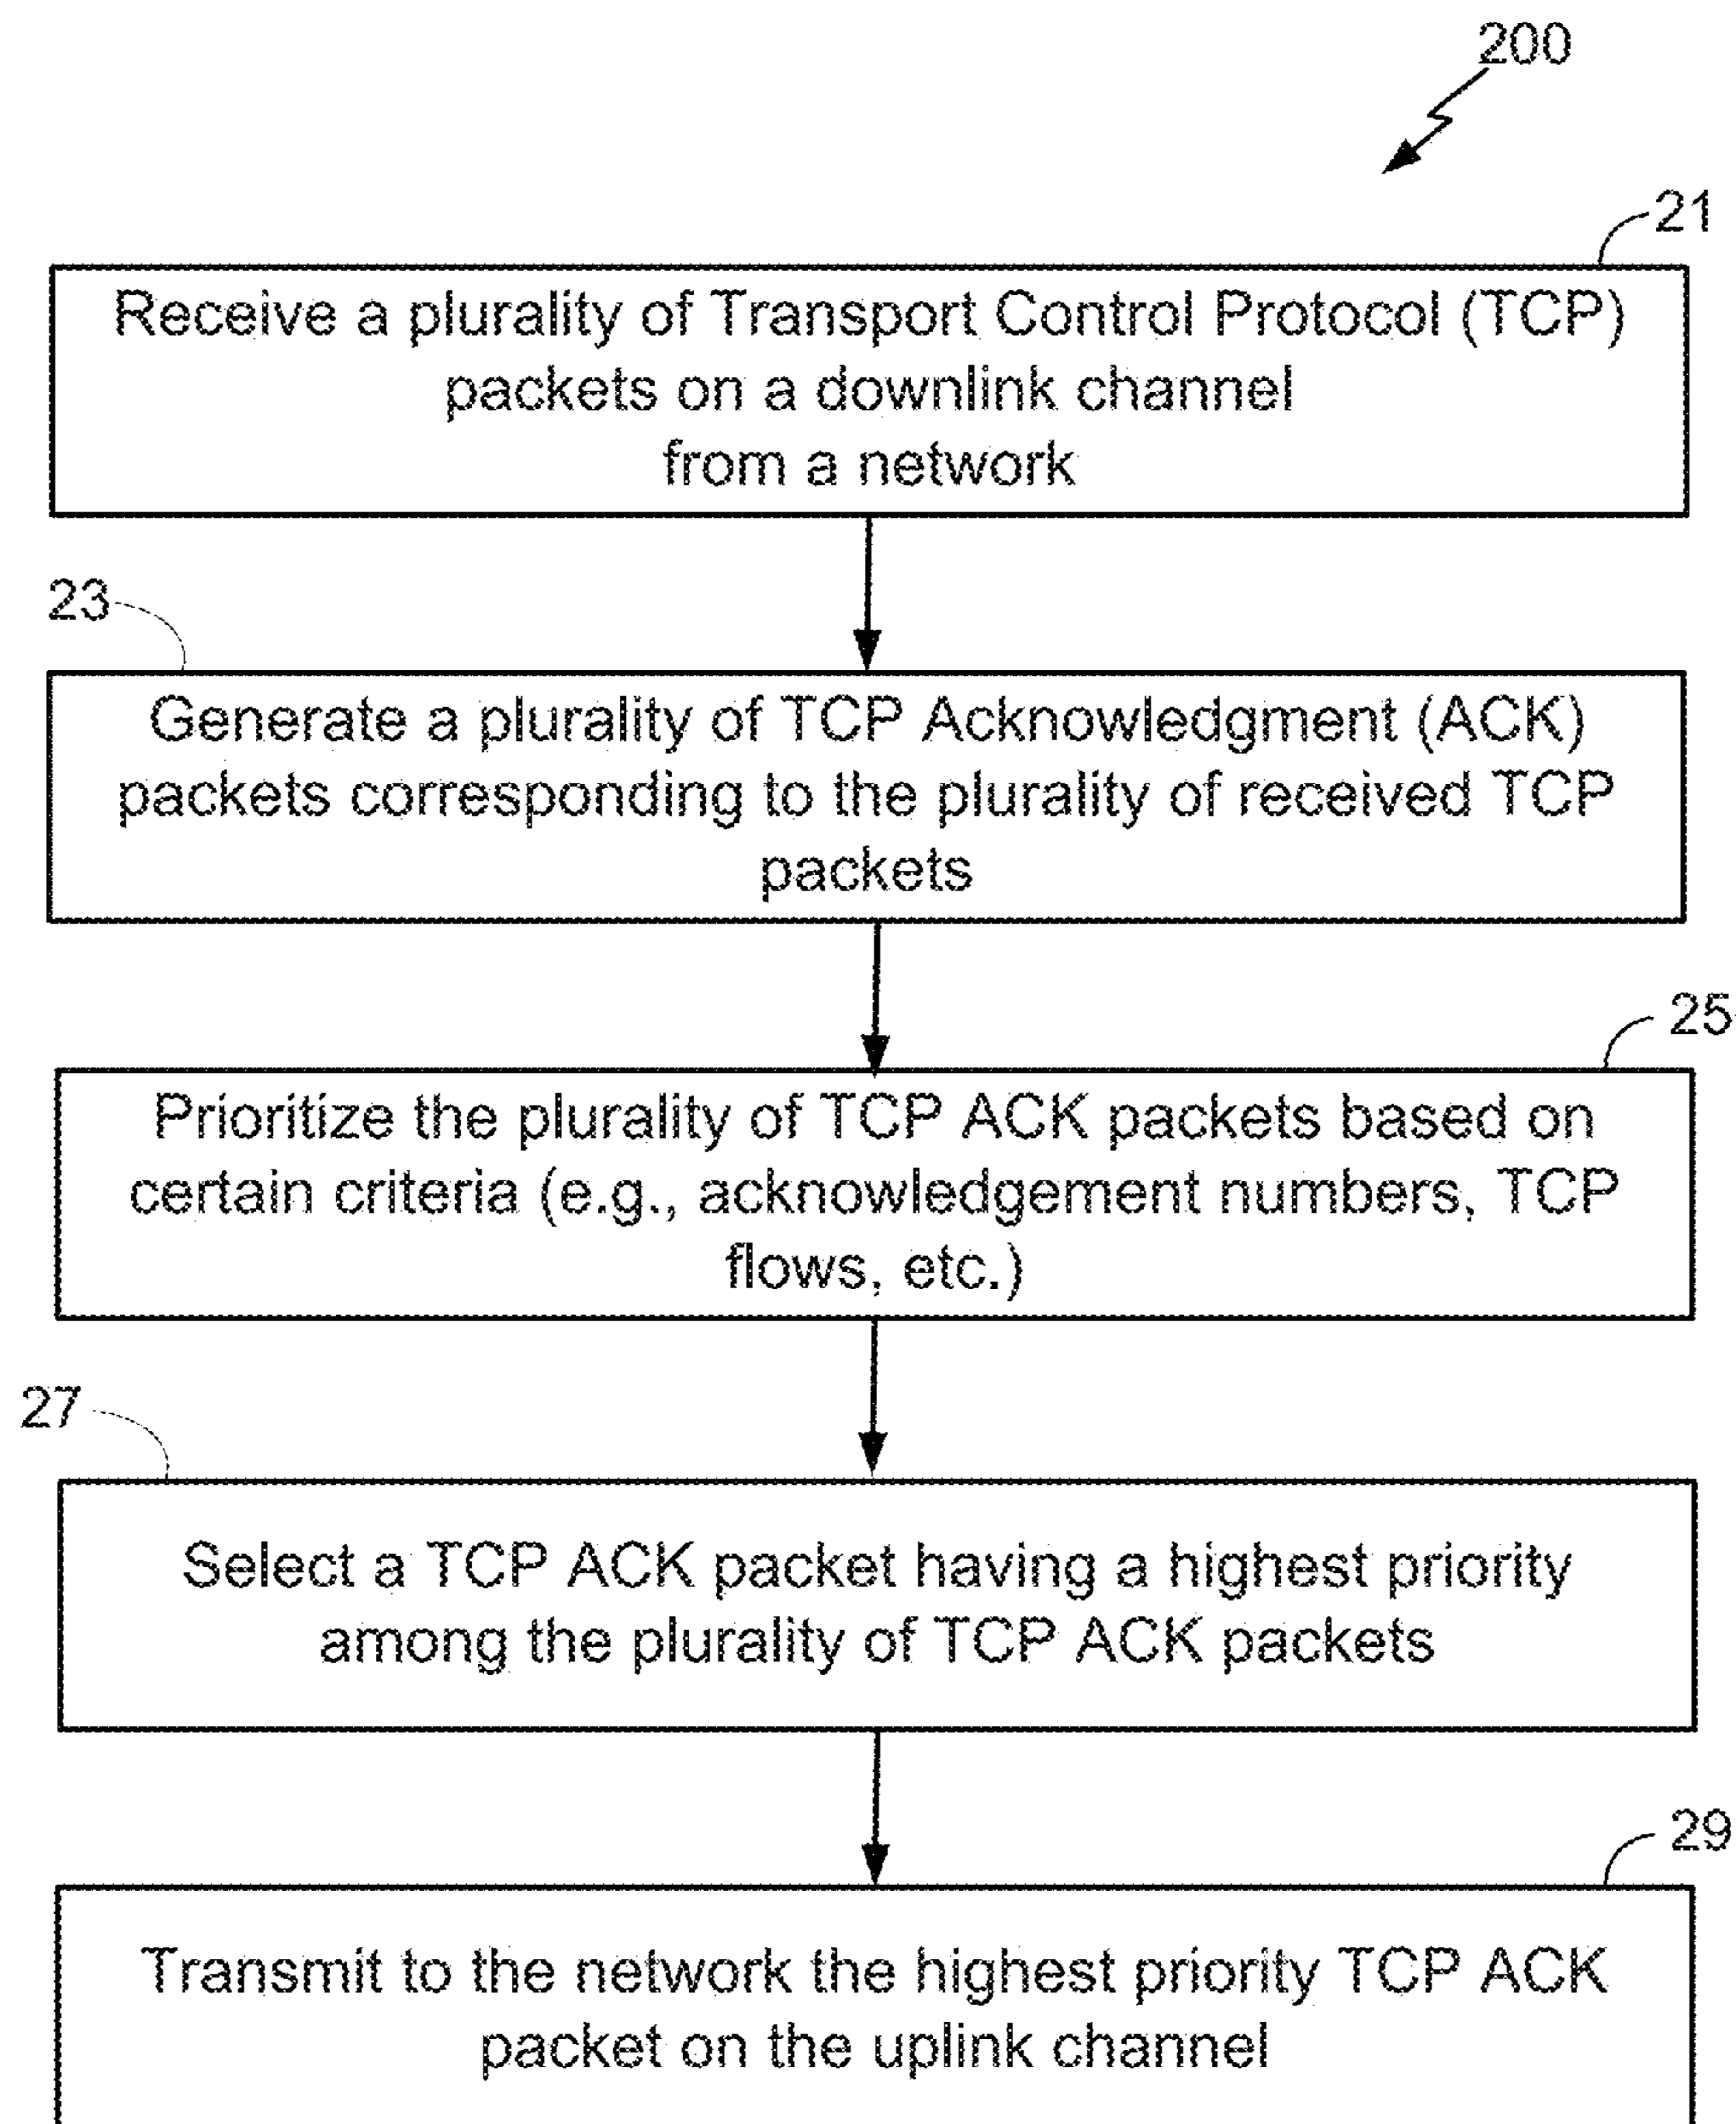 200
21
Receive a plurality of Transport Control Protocol (TCP)
packets on a downlink channel
from a network
23
Generate a plurality of TCP Acknowledgment (ACK)
packets corresponding to the plurality of received TCP
packets
25
Prioritize the plurality of TCP ACK packets based on
certain criteria (e.g., acknowledgement numbers, TCP
flows, etc.)
27
Select a TCP ACK packet having a highest priority
among the plurality of TCP ACK packets
29
Transmit to the network the highest priority TCP ACK
packet on the uplink channel